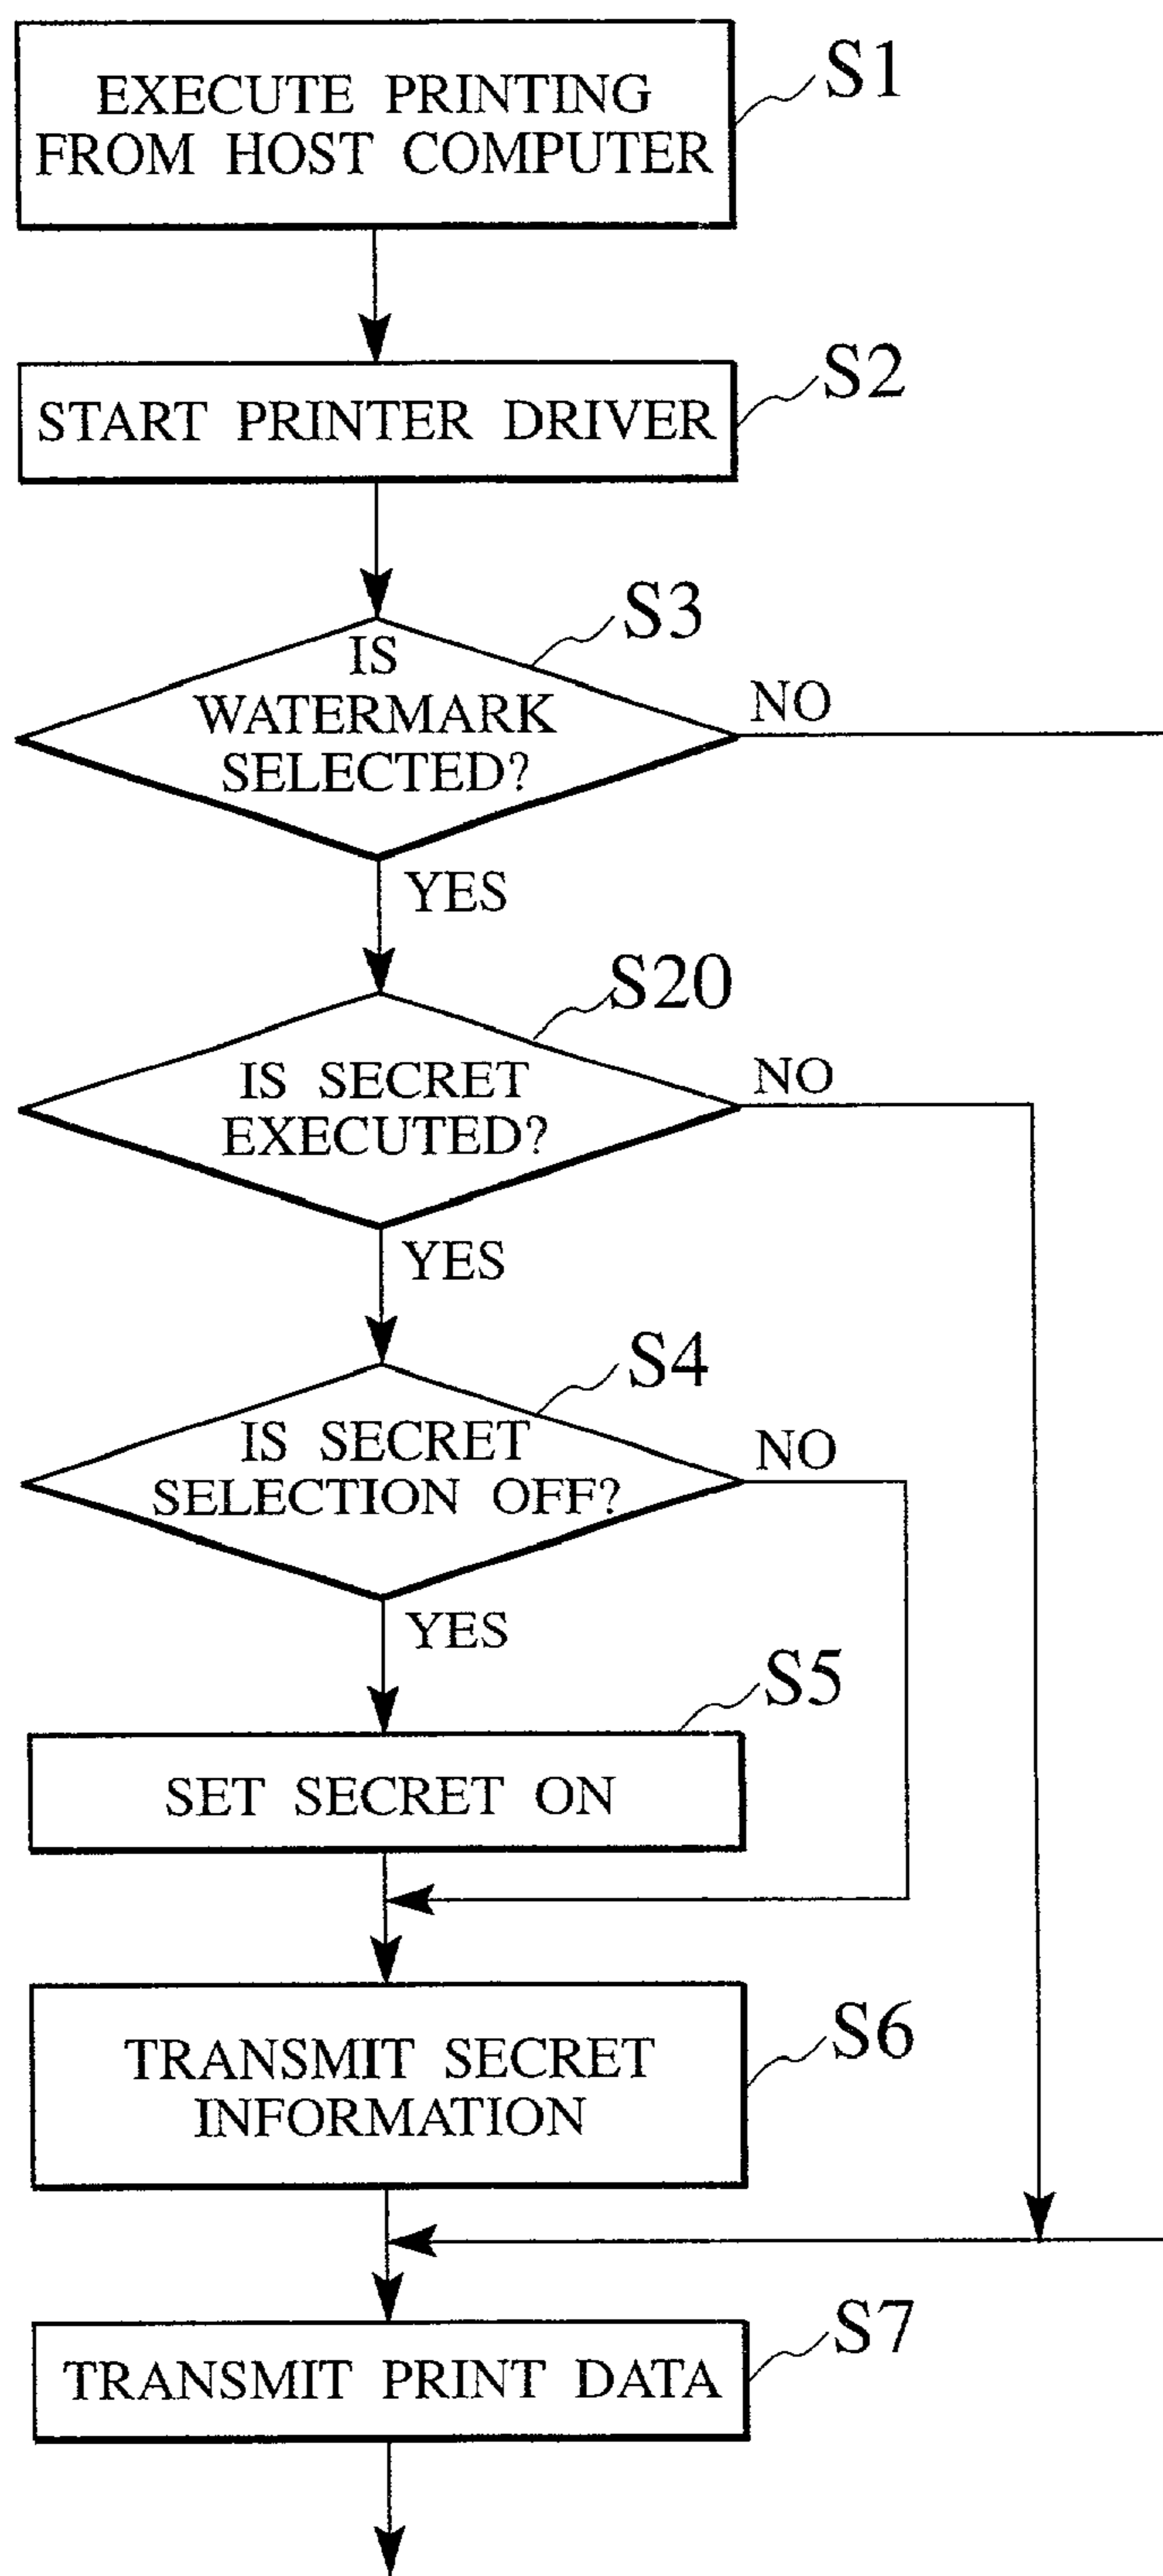 EXECUTE PRINTING
FROM HOST COMPUTER
S1
START PRINTER DRIVER
S2
IS
WATERMARK
SELECTED?
S3
NO
YES
IS SECRET
EXECUTED?
S20
NO
YES
IS SECRET
SELECTION OFF?
S4
NO
YES
SET SECRET ON
S5
TRANSMIT SECRET
INFORMATION
S6
TRANSMIT PRINT DATA
S7